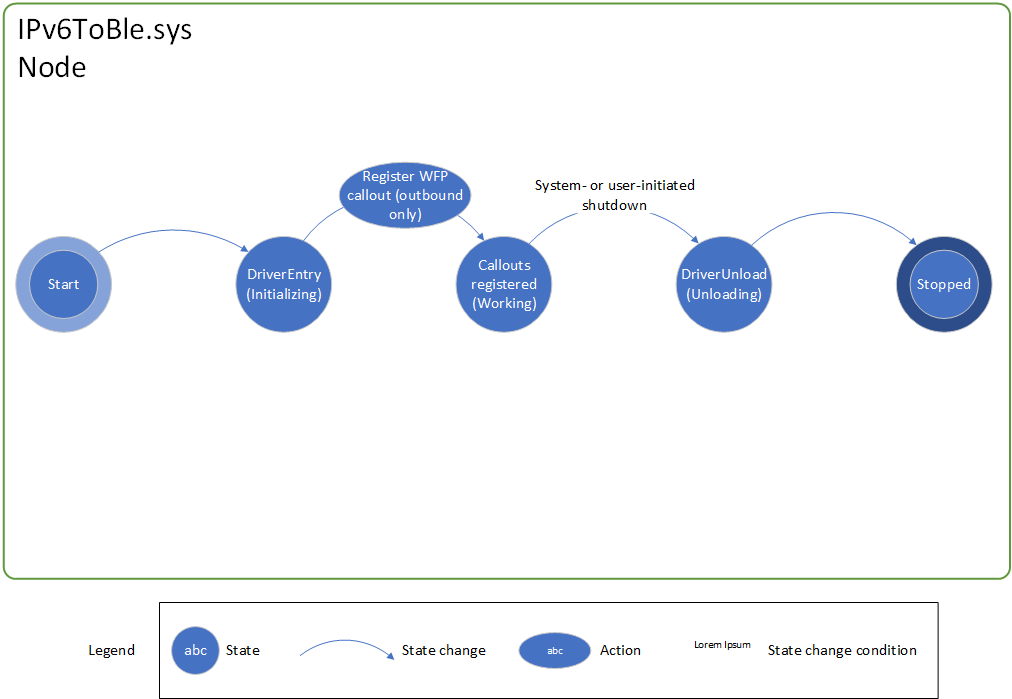 IPv6ToBle.sys
Node
Register WFP
callout (outbound
only)
System- or user-initiated
shutdown
Start
DriverEntry
(Initializing)
Callouts
registered
(Working)
DriverUnload
(Unloading)
Stopped
Legend
abc
State
State change
abc
Action
Lorem Ipsum
State change condition